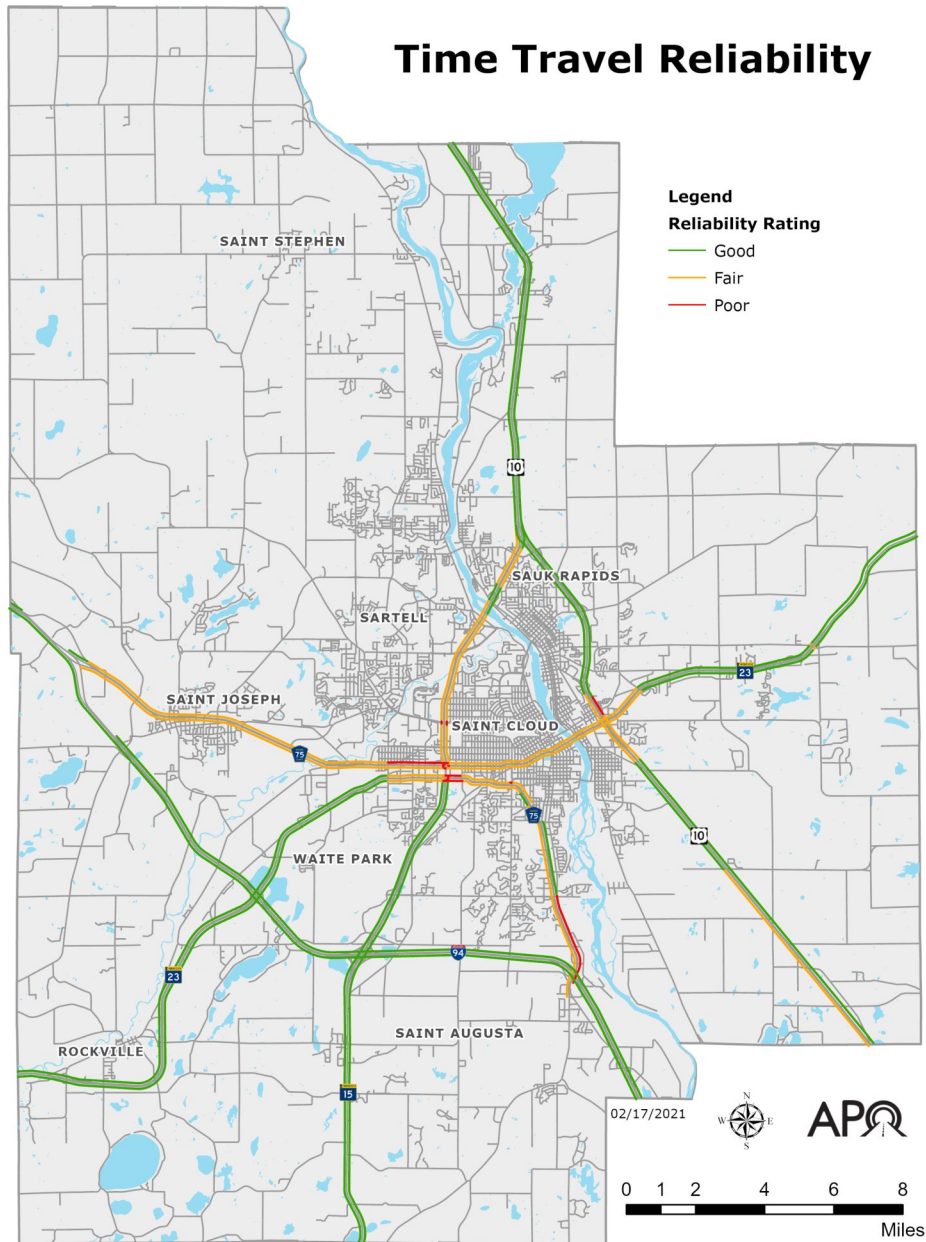 Time Travel Reliability
Legend
Reliability Rating
Good
Fair
Poor
SAINT STEPHEN
10
SAUK RAPIDS
SARTELL
23
SAINT JOSEPH
SAINT CLOUD
75
75
10
WAITE PARK
94
23
SAINT AUGUSTA
ROCKVILLE
15
02/17/2021
N
W E
S
APO
0 1 2 4 6 8
Miles